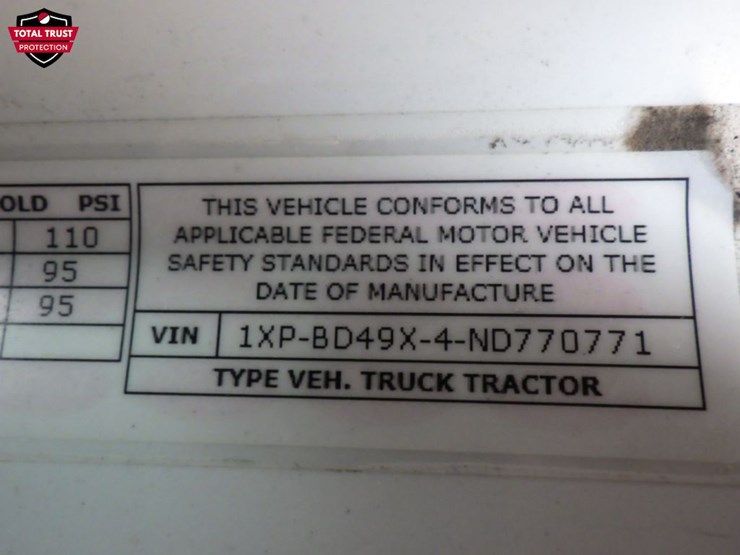 TOTAL TRUST
PROTECTION
OLD PSI
110
95
95
THIS VEHICLE CONFORMS TO ALL
APPLICABLE FEDERAL MOTOR VEHICLE
SAFETY STANDARDS IN EFFECT ON THE
DATE OF MANUFACTURE
VIN 1XP-BD49X-4-ND770771
TYPE VEH. TRUCK TRACTOR